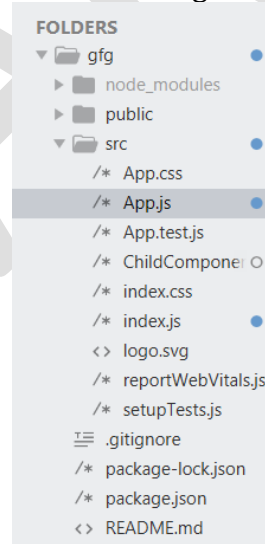 FOLDERS
gfg
node_modules
public
src
/* App.css
/* App.js
/* App.test.js
/* ChildCompone
/* index.css
/* index.js
<> logo.svg
/* reportWebVitals.js
/* setupTests.js
.gitignore
/* package-lock.json
/* package.json
<> README.md